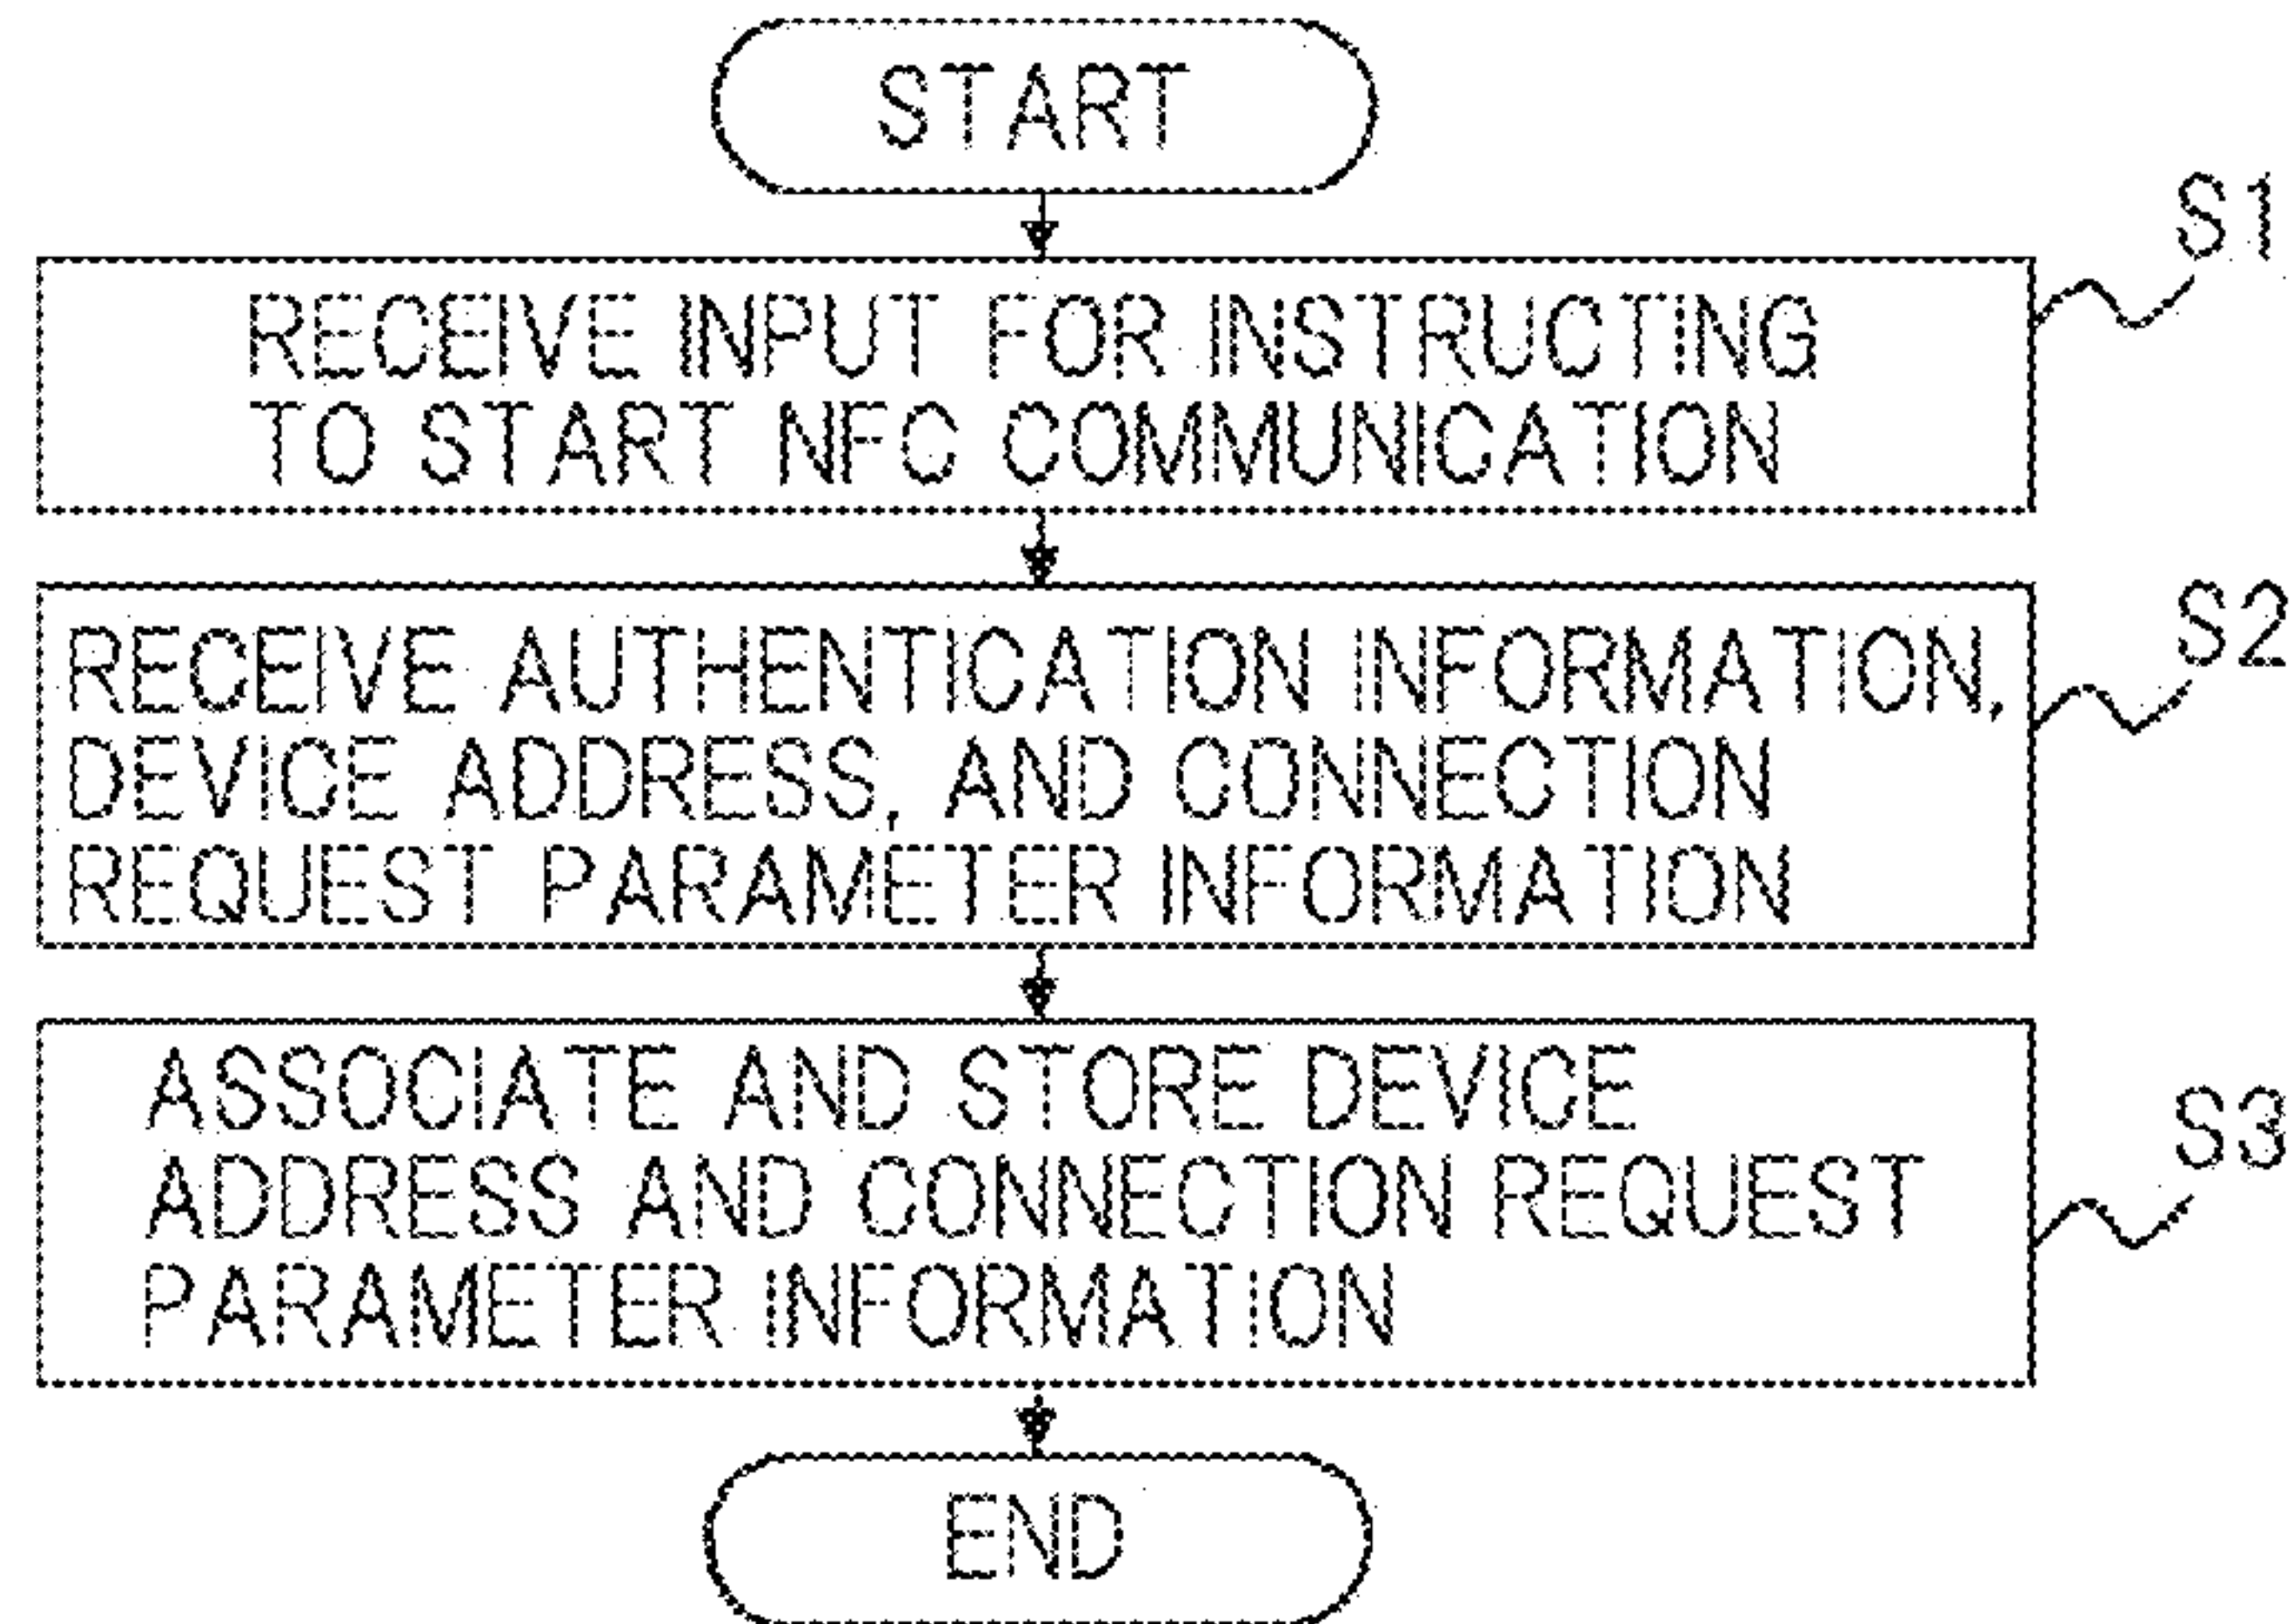 START
S1
RECEIVE INPUT FOR INSTRUCTING
TO START NFC COMMUNICATION
S2
RECEIVE AUTHENTICATION INFORMATION,
DEVICE ADDRESS, AND CONNECTION
REQUEST PARAMETER INFORMATION
S3
ASSOCIATE AND STORE DEVICE
ADDRESS AND CONNECTION REQUEST
PARAMETER INFORMATION
END